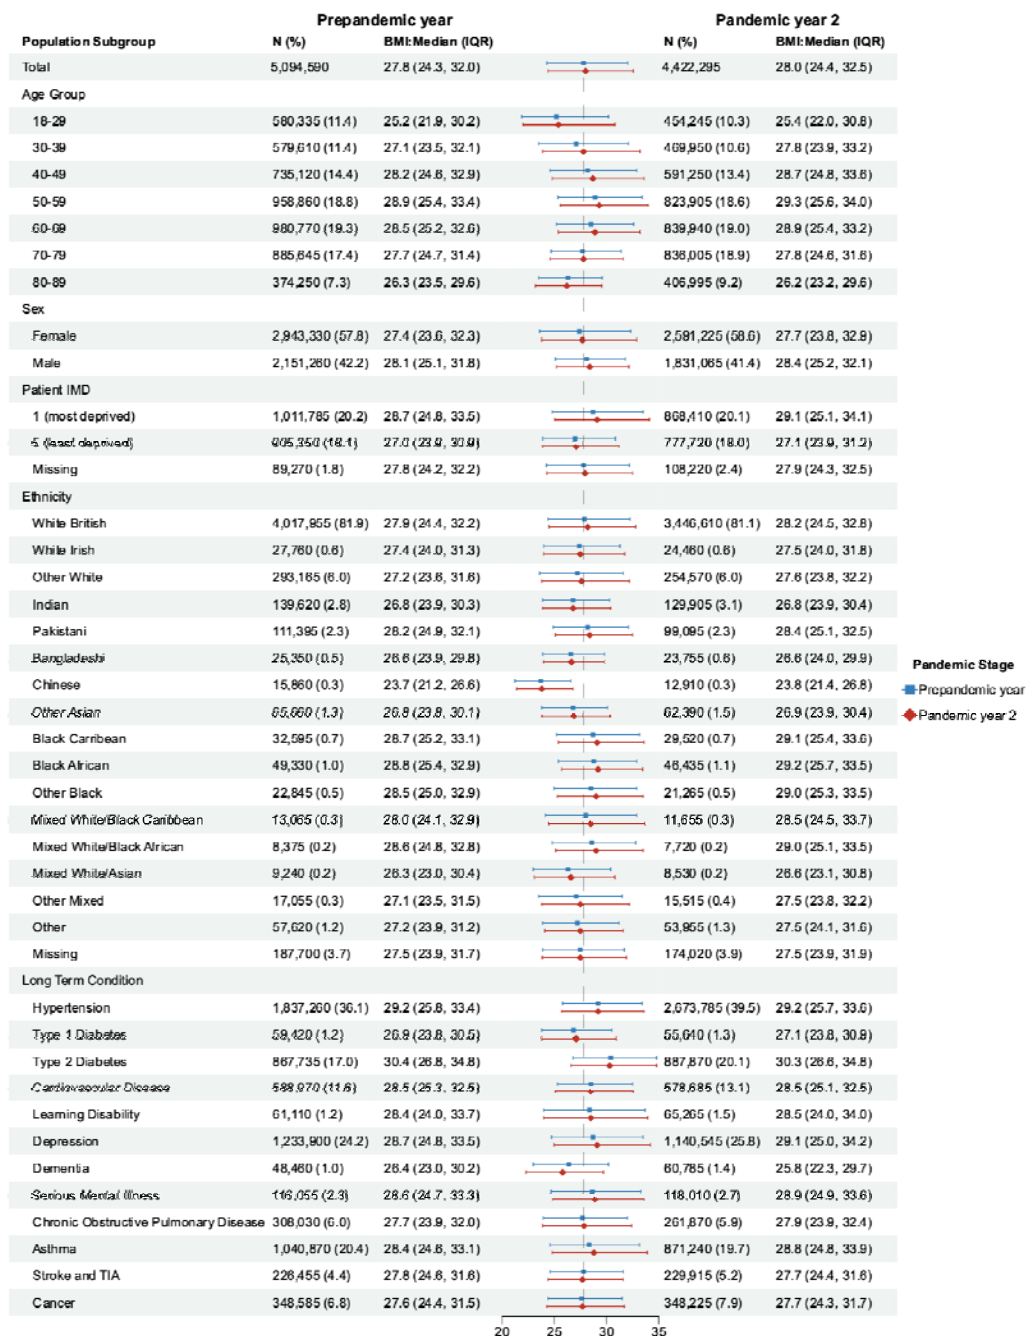 Prepandemic year Pandemic year 2
Population Subgroup N (%) BMI:Median (IQR) N (%) BMI:Median (IQR)
Total 5,094,590 27.8 (24.3, 32.0) 4,422,295 28.0 (24.4, 32.5)
Age Group
18-29 580,335 (11.4) 25.2 (21.9, 30.2) 454,245 (10.3) 25.4 (22.0, 30.8)
30-39 579,610 (11.4) 27.1 (23.5, 32.1) 469,950 (10.6) 27.8 (23.9, 33.2)
40-49 735,120 (14.4) 28.2 (24.6, 32.9) 591,250 (13.4) 28.7 (24.8, 33.6)
50-59 958,860 (18.8) 28.9 (25.4, 33.4) 823,905 (18.6) 29.3 (25.6, 34.0)
60-69 980,770 (19.3) 28.5 (25.2, 32.6) 839,940 (19.0) 28.9 (25.4, 33.2)
70-79 885,645 (17.4) 27.7 (24.7, 31.4) 836,005 (18.9) 27.8 (24.6, 31.6)
80-89 374,250 (7.3) 26.3 (23.5, 29.6) 406,995 (9.2) 26.2 (23.2, 29.6)
Sex
Female 2,943,330 (57.8) 27.4 (23.6, 32.3) 2,591,225 (58.6) 27.7 (23.8, 32.9)
Male 2,151,260 (42.2) 28.1 (25.1, 31.8) 1,831,065 (41.4) 28.4 (25.2, 32.1)
Patient IMD
1 (most deprived) 1,011,785 (20.2) 28.7 (24.8, 33.5) 868,410 (20.1) 29.1 (25.1, 34.1)
5 (least deprived) 905,350 (18.1) 27.0 (23.9, 30.9) 777,720 (18.0) 27.1 (23.9, 31.2)
Missing 89,270 (1.8) 27.8 (24.2, 32.2) 108,220 (2.4) 27.9 (24.3, 32.5)
Ethnicity
White British 4,017,955 (81.9) 27.9 (24.4, 32.2) 3,446,610 (81.1) 28.2 (24.5, 32.8)
White Irish 27,760 (0.6) 27.4 (24.0, 31.3) 24,460 (0.6) 27.5 (24.0, 31.8)
Other White 293,165 (6.0) 27.2 (23.6, 31.6) 254,570 (6.0) 27.6 (23.8, 32.2)
Indian 139,620 (2.8) 26.8 (23.9, 30.3) 129,905 (3.1) 26.8 (23.9, 30.4)
Pakistani 111,395 (2.3) 28.2 (24.9, 32.1) 99,095 (2.3) 28.4 (25.1, 32.5)
Bangladeshi 25,350 (0.5) 26.6 (23.9, 29.8) 23,755 (0.6) 26.6 (24.0, 29.9)
Chinese 15,860 (0.3) 23.7 (21.2, 26.6) 12,910 (0.3) 23.8 (21.4, 26.8)
Other Asian 65,660 (1.3) 26.8 (23.8, 30.1) 62,390 (1.5) 26.9 (23.9, 30.4)
Black Carribean 32,595 (0.7) 28.7 (25.2, 33.1) 29,520 (0.7) 29.1 (25.4, 33.6)
Black African 49,330 (1.0) 28.8 (25.4, 32.9) 46,435 (1.1) 29.2 (25.7, 33.5)
Other Black 22,845 (0.5) 28.5 (25.0, 32.9) 21,265 (0.5) 29.0 (25.3, 33.5)
Mixed White/Black Caribbean 13,065 (0.3) 28.0 (24.1, 32.9) 11,655 (0.3) 28.5 (24.5, 33.7)
Mixed White/Black African 8,375 (0.2) 28.6 (24.8, 32.8) 7,720 (0.2) 29.0 (25.1, 33.5)
Mixed White/Asian 9,240 (0.2) 26.3 (23.0, 30.4) 8,530 (0.2) 26.6 (23.1, 30.8)
Other Mixed 17,055 (0.3) 27.1 (23.5, 31.5) 15,515 (0.4) 27.5 (23.8, 32.2)
Other 57,620 (1.2) 27.2 (23.9, 31.2) 53,955 (1.3) 27.5 (24.1, 31.6)
Missing 187,700 (3.7) 27.5 (23.9, 31.7) 174,020 (3.9) 27.5 (23.9, 31.9)
Long Term Condition
Hypertension 1,837,260 (36.1) 29.2 (25.8, 33.4) 2,673,785 (39.5) 29.2 (25.7, 33.6)
Type 1 Diabetes 59,420 (1.2) 26.9 (23.8, 30.5) 55,640 (1.3) 27.1 (23.8, 30.9)
Type 2 Diabetes 867,735 (17.0) 30.4 (26.8, 34.8) 887,870 (20.1) 30.3 (26.6, 34.8)
Cardiovascular Disease 588,970 (11.6) 28.5 (25.3, 32.5) 578,685 (13.1) 28.5 (25.1, 32.5)
Learning Disability 61,110 (1.2) 28.4 (24.0, 33.7) 65,265 (1.5) 28.5 (24.0, 34.0)
Depression 1,233,900 (24.2) 28.7 (24.8, 33.5) 1,140,545 (25.8) 29.1 (25.0, 34.2)
Dementia 48,460 (1.0) 26.4 (23.0, 30.2) 60,785 (1.4) 25.8 (22.3, 29.7)
Serious Mental Illness 116,055 (2.3) 28.6 (24.7, 33.3) 118,010 (2.7) 28.9 (24.9, 33.6)
Chronic Obstructive Pulmonary Disease 308,030 (6.0) 27.7 (23.9, 32.0) 261,870 (5.9) 27.9 (23.9, 32.4)
Asthma 1,040,870 (20.4) 28.4 (24.6, 33.1) 871,240 (19.7) 28.8 (24.8, 33.9)
Stroke and TIA 226,455 (4.4) 27.8 (24.6, 31.6) 229,915 (5.2) 27.7 (24.4, 31.6)
Cancer 348,585 (6.8) 27.6 (24.4, 31.5) 348,225 (7.9) 27.7 (24.3, 31.7)
20 25 30 35
Pandemic Stage
Prepandemic year
Pandemic year 2